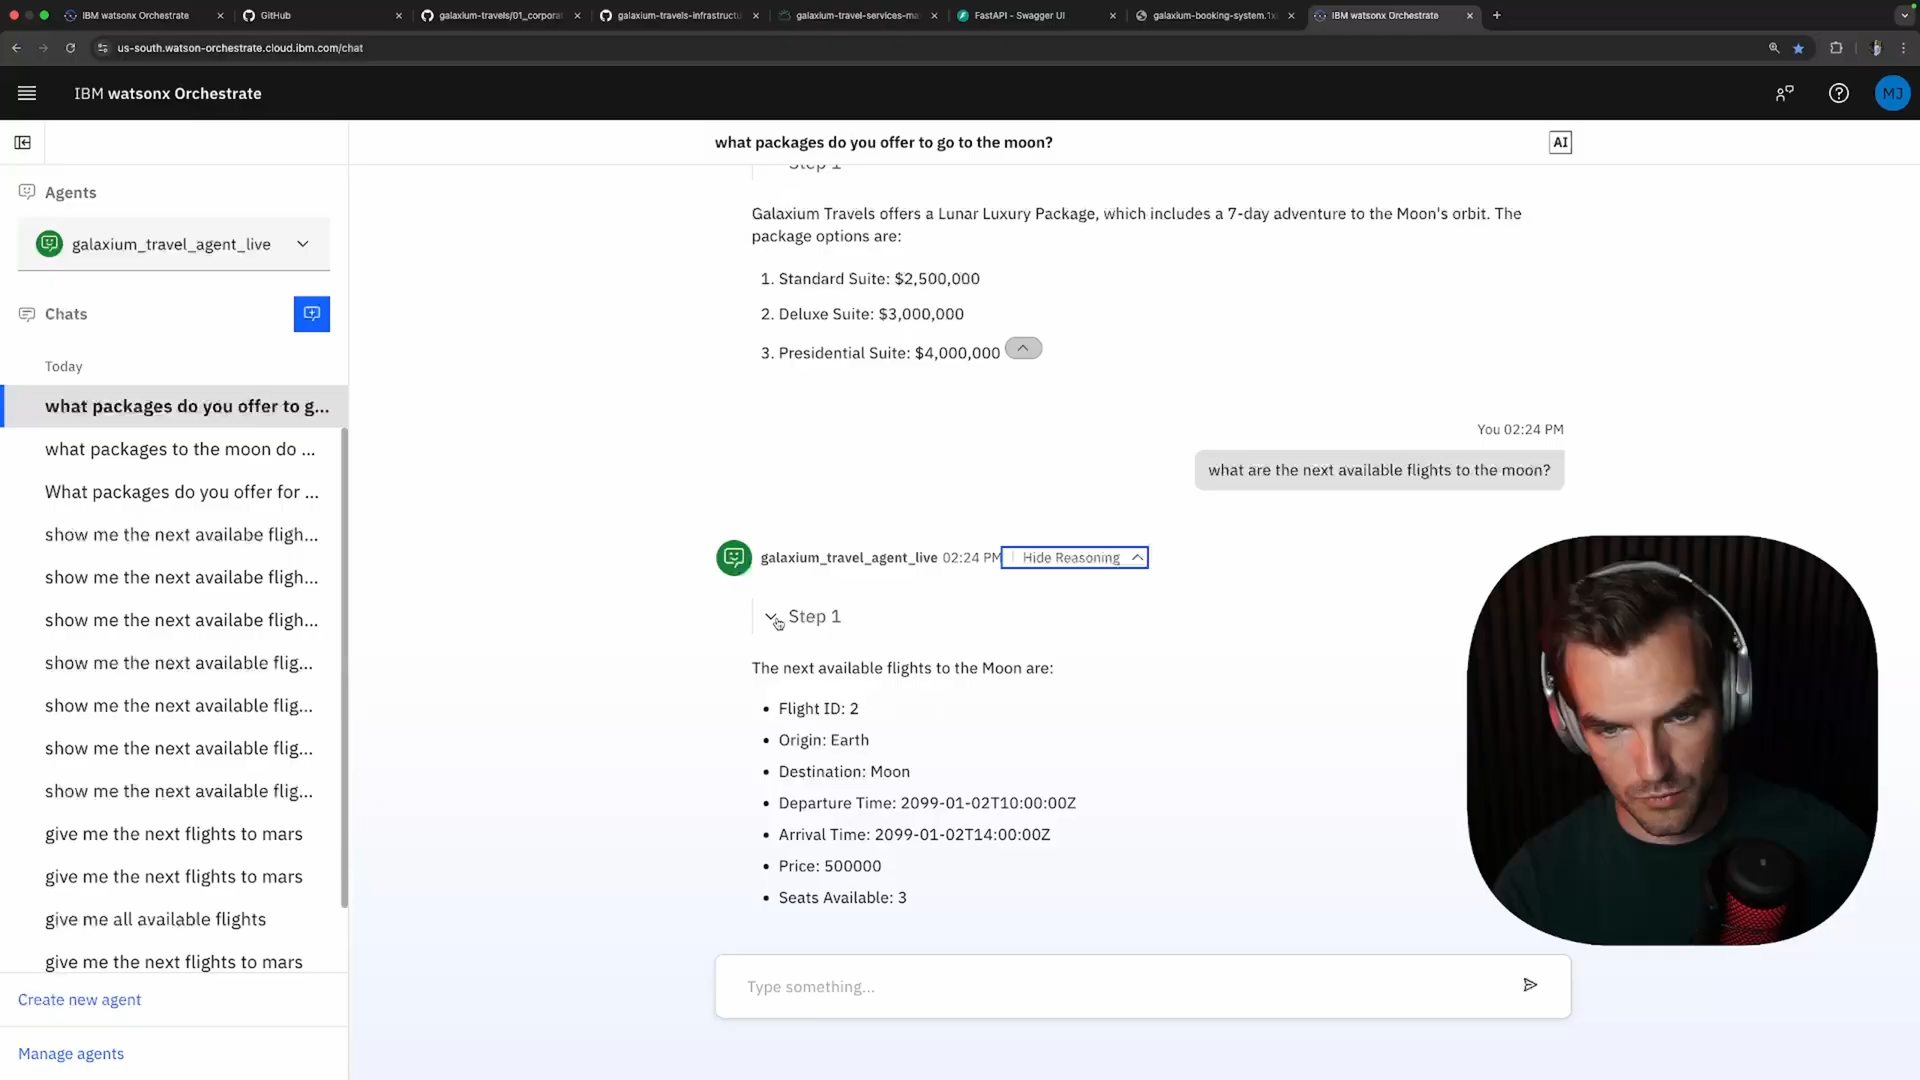 IBM watsonx Orchestrate
GitHub
galaxium-travels/01_corporat
galaxium-travels-infrastructu
galaxium-travel-services-ma
FastAPI - Swagger UI
galaxium-booking-system.1x
IBM watsonx Orchestrate
us-south.watson-orchestrate.cloud.ibm.com/chat
IBM watsonx Orchestrate
MJ
what packages do you offer to go to the moon?
AI
Agents
galaxium_travel_agent_live
Chats
Today
what packages do you offer to g...
what packages to the moon do ...
What packages do you offer for ...
show me the next availabe fligh...
show me the next availabe fligh...
show me the next availabe fligh...
show me the next available flig...
show me the next available flig...
show me the next available flig...
show me the next available flig...
give me the next flights to mars
give me the next flights to mars
give me all available flights
give me the next flights to mars
Create new agent
Manage agents
Step 1
Galaxium Travels offers a Lunar Luxury Package, which includes a 7-day adventure to the Moon's orbit. The
package options are:
1. Standard Suite: $2,500,000
2. Deluxe Suite: $3,000,000
3. Presidential Suite: $4,000,000
You 02:24 PM
what are the next available flights to the moon?
galaxium_travel_agent_live 02:24 PM
Hide Reasoning
Step 1
The next available flights to the Moon are:
• Flight ID: 2
• Origin: Earth
• Destination: Moon
• Departure Time: 2099-01-02T10:00:00Z
• Arrival Time: 2099-01-02T14:00:00Z
• Price: 500000
• Seats Available: 3
Type something...